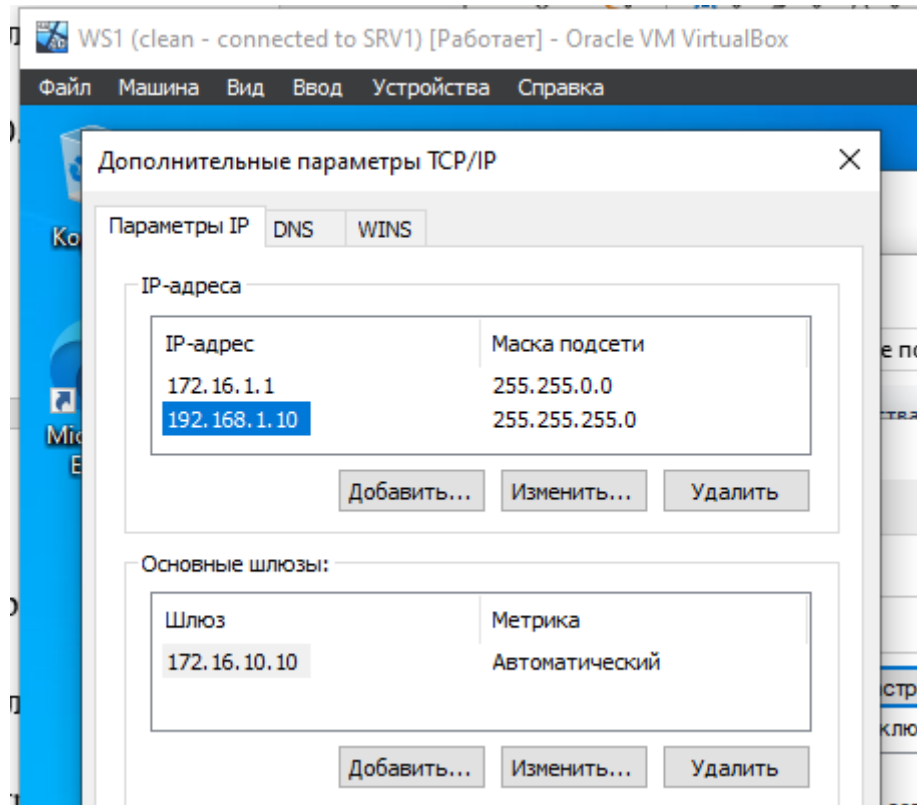 WS1 (clean - connected to SRV1) [Работает] - Oracle VM VirtualBox
Файл Машина Вид Ввод Устройства Справка
Дополнительные параметры TCP/IP
Параметры IP DNS WINS
IP-адреса
IP-адрес Маска подсети
172.16.1.1 255.255.0.0
192.168.1.10 255.255.255.0
Добавить... Изменить... Удалить
Основные шлюзы:
Шлюз Метрика
172.16.10.10 Автоматический
Добавить... Изменить... Удалить